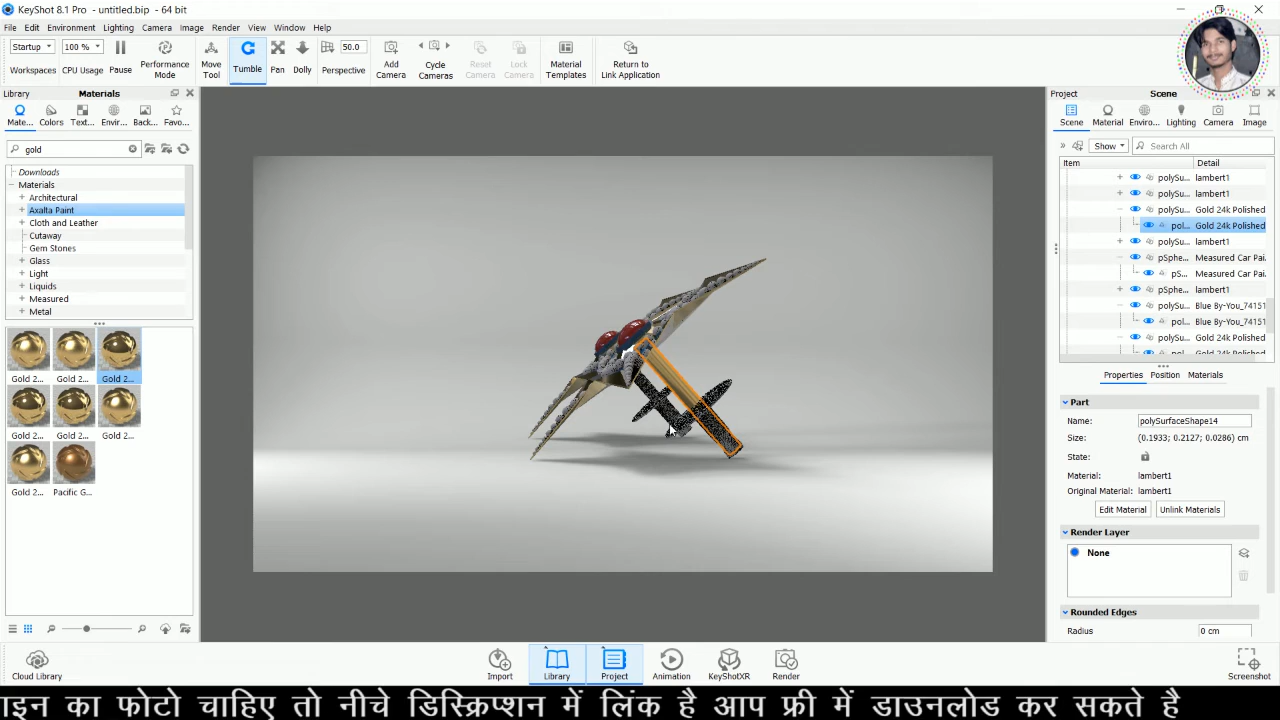 KeyShot 8.1 Pro - untitled.bip - 64 bit
File Edit Environment Lighting Camera Image Render View Window Help
Startup 100 % 50.0
Workspaces CPU Usage Pause Performance Mode Move Tool Tumble Pan Dolly Perspective Add Camera Cycle Cameras Reset Camera Lock Camera Material Templates Return to Link Application
Library Materials
Mate... Colors Text... Envir... Back... Favo...
gold
Downloads
Materials
Architectural
Axalta Paint
Cloth and Leather
Cutaway
Gem Stones
Glass
Light
Liquids
Measured
Metal
Gold 2... Gold 2... Gold 2...
Gold 2... Gold 2... Gold 2...
Gold 2... Pacific G...
Project Scene
Scene Material Enviro... Lighting Camera Image
Show Search All
Item Detail
polySu... lambert1
polySu... lambert1
polySu... Gold 24k Polished
pol... Gold 24k Polished
polySu... lambert1
pSphe... Measured Car Pai...
pS... Measured Car Pai...
pSphe... lambert1
polySu... Blue By-You_74151
pol... Blue By-You_74151
polySu... Gold 24k Polished
pol... Gold 24k Polished
Properties Position Materials
Part
Name: polySurfaceShape14
Size: (0.1933; 0.2127; 0.0286) cm
State:
Material: lambert1
Original Material: lambert1
Edit Material Unlink Materials
Render Layer
None
Rounded Edges
Radius 0 cm
Cloud Library Import Library Project Animation KeyShotXR Render Screenshot
ाइन का फोटो चाहिए तो नीचे डिस्क्रिप्शन में लिंक है आप फ्री में डाउनलोड कर सकते है